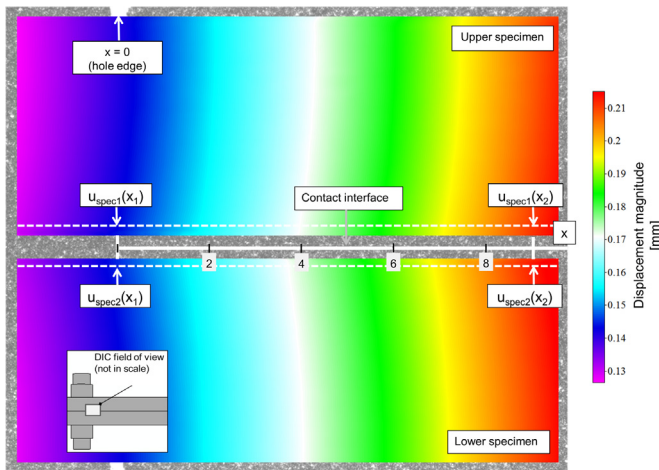 Upper specimen
x = 0
(hole edge)
0.21
0.2
0.19
0.18
0.17
0.16
0.15
0.14
0.13
Displacement magnitude
[mm]
uspec1(x1)
Contact interface
uspec1(x2)
x
2
4
6
8
uspec2(x1)
uspec2(x2)
DIC field of view
(not in scale)
Lower specimen